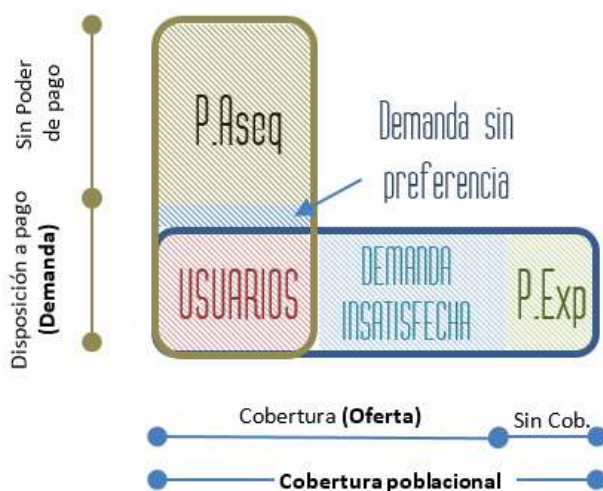 Sin Poder
de pago
Disposición a pago
(Demanda)
P.Aseq
Demanda sin
preferencia
USUARIOS
DEMANDA
INSATISFECHA
P.Exp
Cobertura (Oferta)
Sin Cob.
Cobertura poblacional